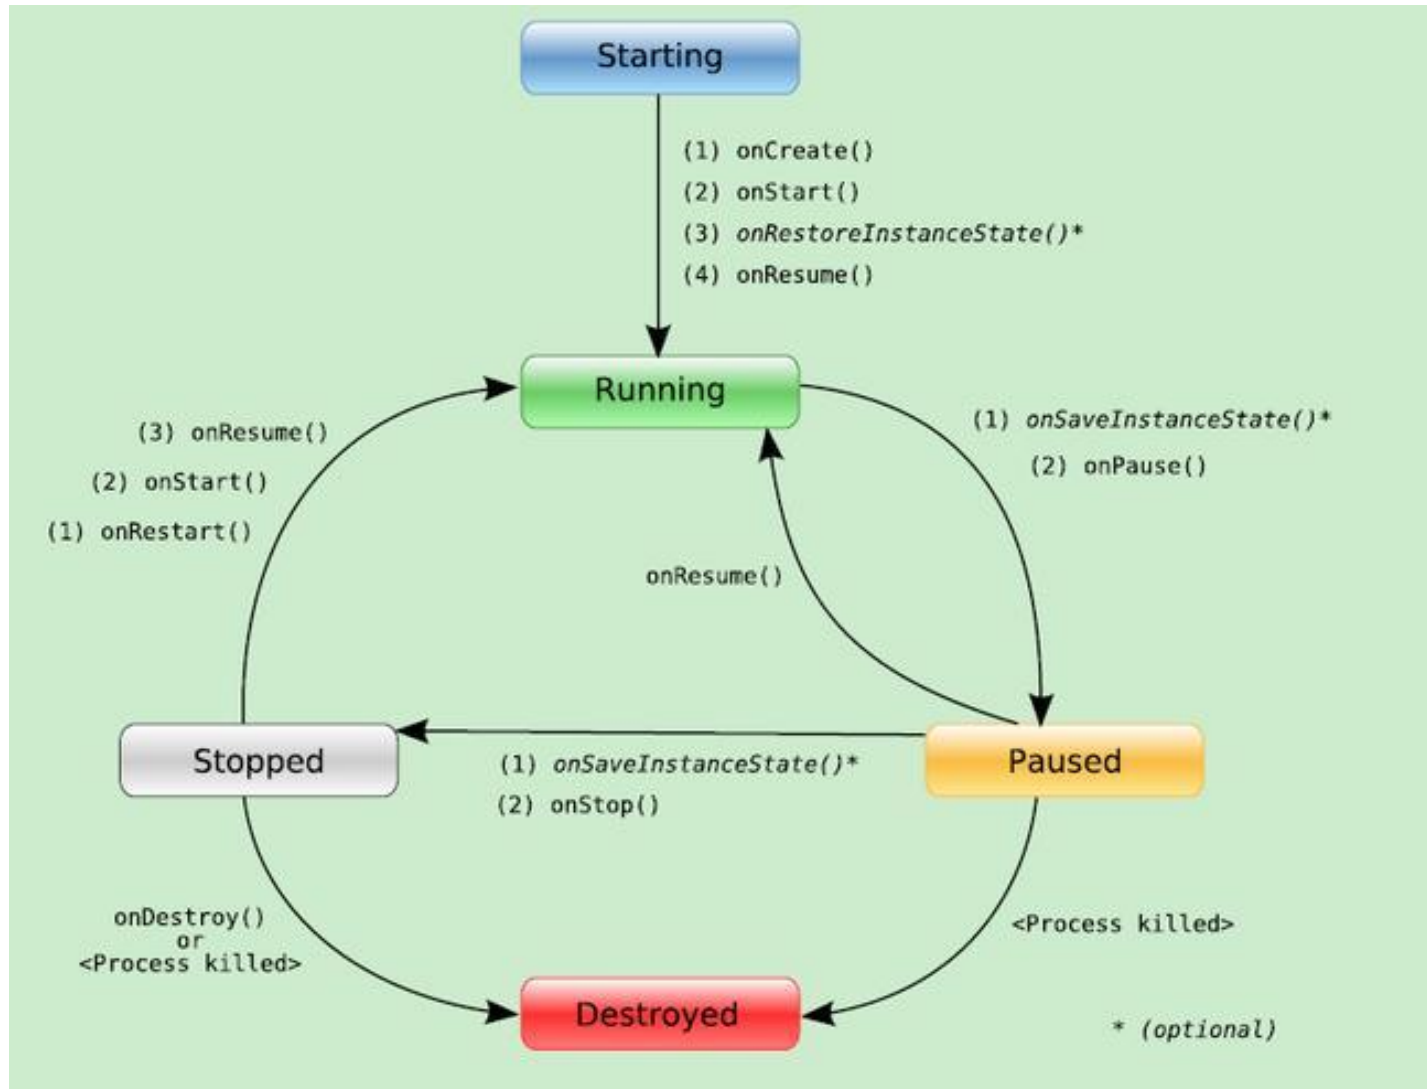 Starting
(1) onCreate()
(2) onStart()
(3) onRestoreInstanceState()*
(4) onResume()
Running
(3) onResume()
(2) onStart()
(1) onRestart()
(1) onSaveInstanceState()*
(2) onPause()
onResume()
Stopped
(1) onSaveInstanceState()*
(2) onStop()
Paused
onDestroy()
or
<Process killed>
<Process killed>
Destroyed
* (optional)